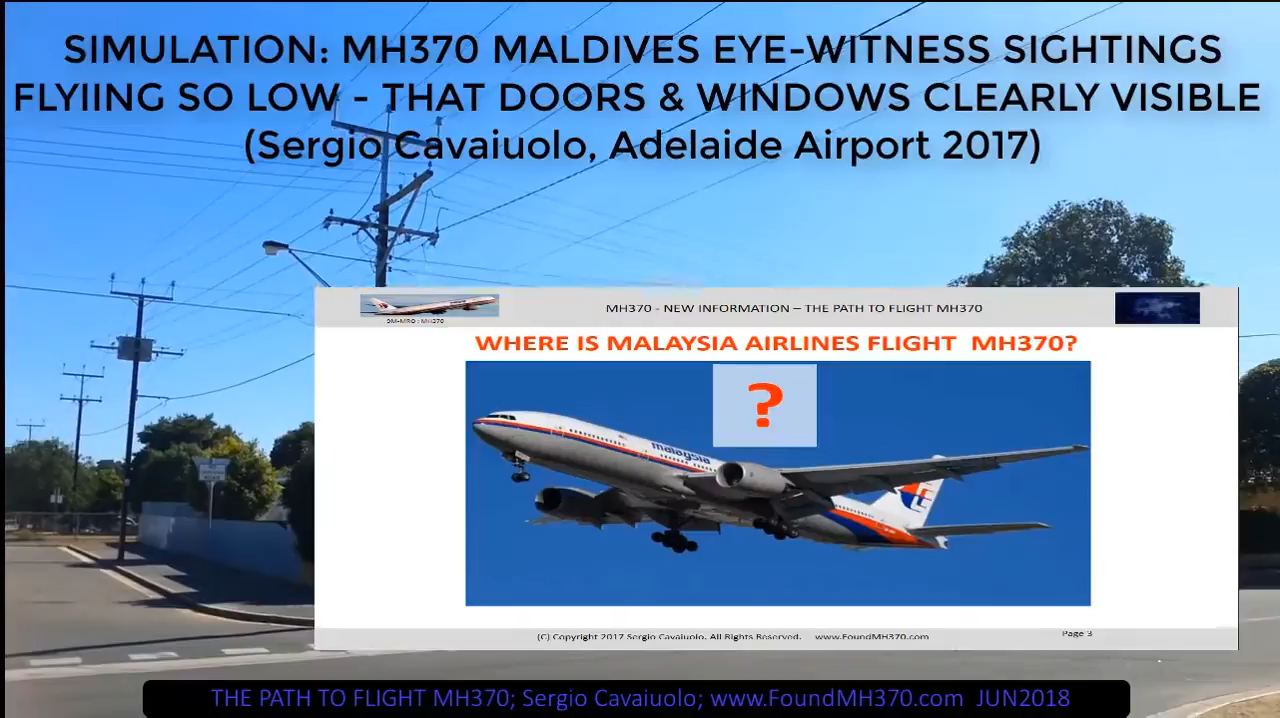 SIMULATION: MH370 MALDIVES EYE-WITNESS SIGHTINGS
FLYIING SO LOW - THAT DOORS & WINDOWS CLEARLY VISIBLE
(Sergio Cavaiuolo, Adelaide Airport 2017)
MH370 - NEW INFORMATION – THE PATH TO FLIGHT MH370
9M-MRO : MH370
WHERE IS MALAYSIA AIRLINES FLIGHT MH370?
?
malaysia
(C) Copyright 2017 Sergio Cavaiuolo. All Rights Reserved. www.FoundMH370.com
Page 3
THE PATH TO FLIGHT MH370; Sergio Cavaiuolo; www.FoundMH370.com JUN2018